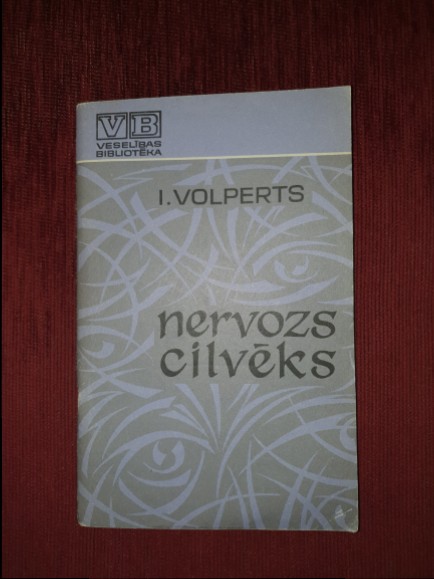 VB
VESELĪBAS
BIBLIOTĒKA
I.VOLPERTS
nervozs
cilvēks